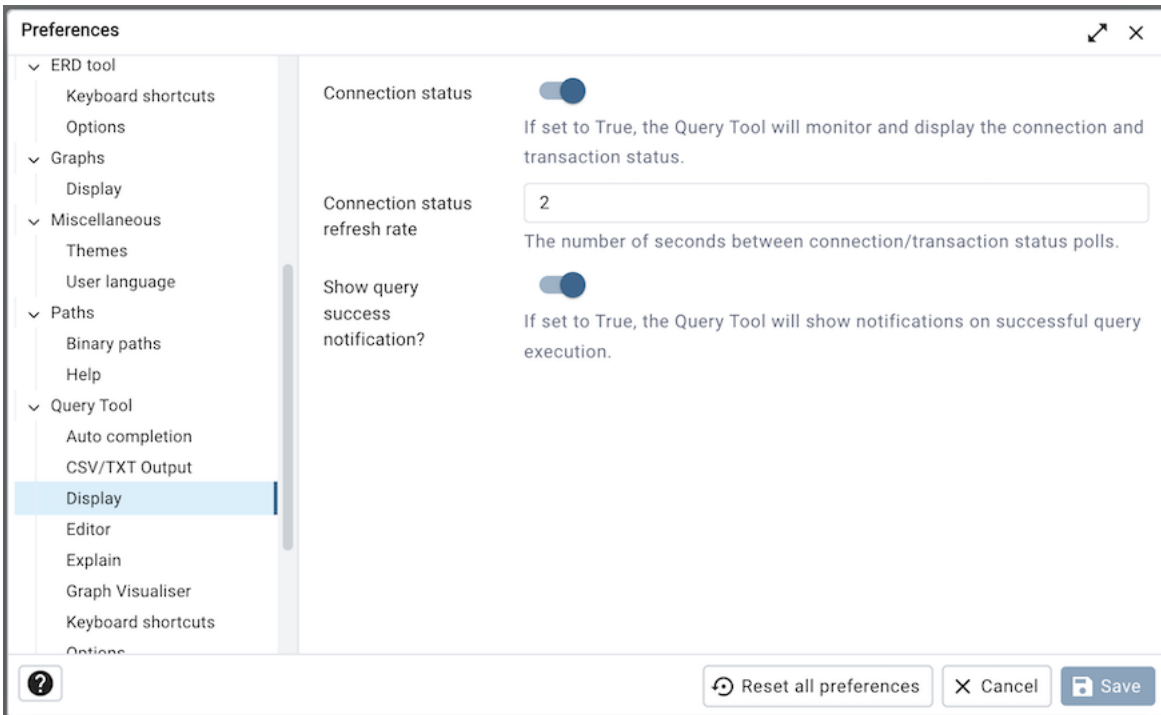 Preferences
ERD tool
Keyboard shortcuts
Options
Graphs
Display
Miscellaneous
Themes
User language
Paths
Binary paths
Help
Query Tool
Auto completion
CSV/TXT Output
Display
Editor
Explain
Graph Visualiser
Keyboard shortcuts
Options
Connection status
If set to True, the Query Tool will monitor and display the connection and
transaction status.
Connection status
refresh rate
2
The number of seconds between connection/transaction status polls.
Show query
success
notification?
If set to True, the Query Tool will show notifications on successful query
execution.
?
Reset all preferences
Cancel
Save